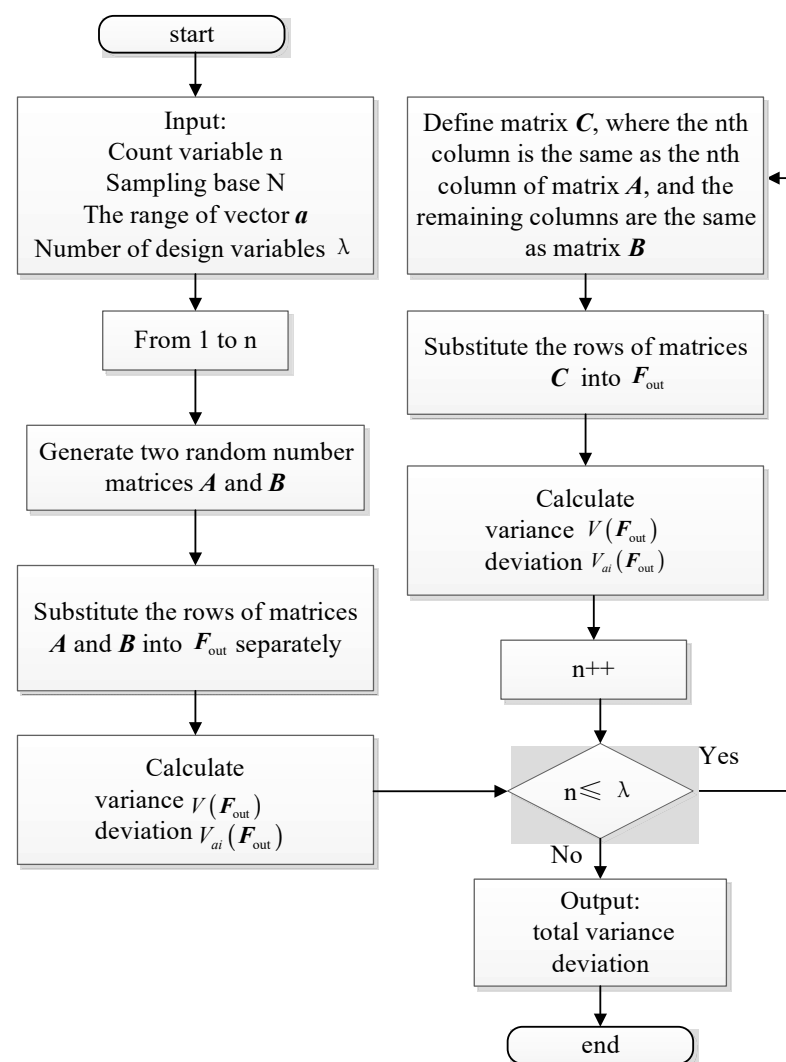 start
Input:
Count variable n
Sampling base N
The range of vector a
Number of design variables λ
From 1 to n
Generate two random number
matrices A and B
Substitute the rows of matrices
A and B into F_out separately
Calculate
variance V(F_out)
deviation V_ai(F_out)
Define matrix C, where the nth
column is the same as the nth
column of matrix A, and the
remaining columns are the same
as matrix B
Substitute the rows of matrices
C into F_out
Calculate
variance V(F_out)
deviation V_ai(F_out)
n++
n≤ λ
Yes
No
Output:
total variance
deviation
end